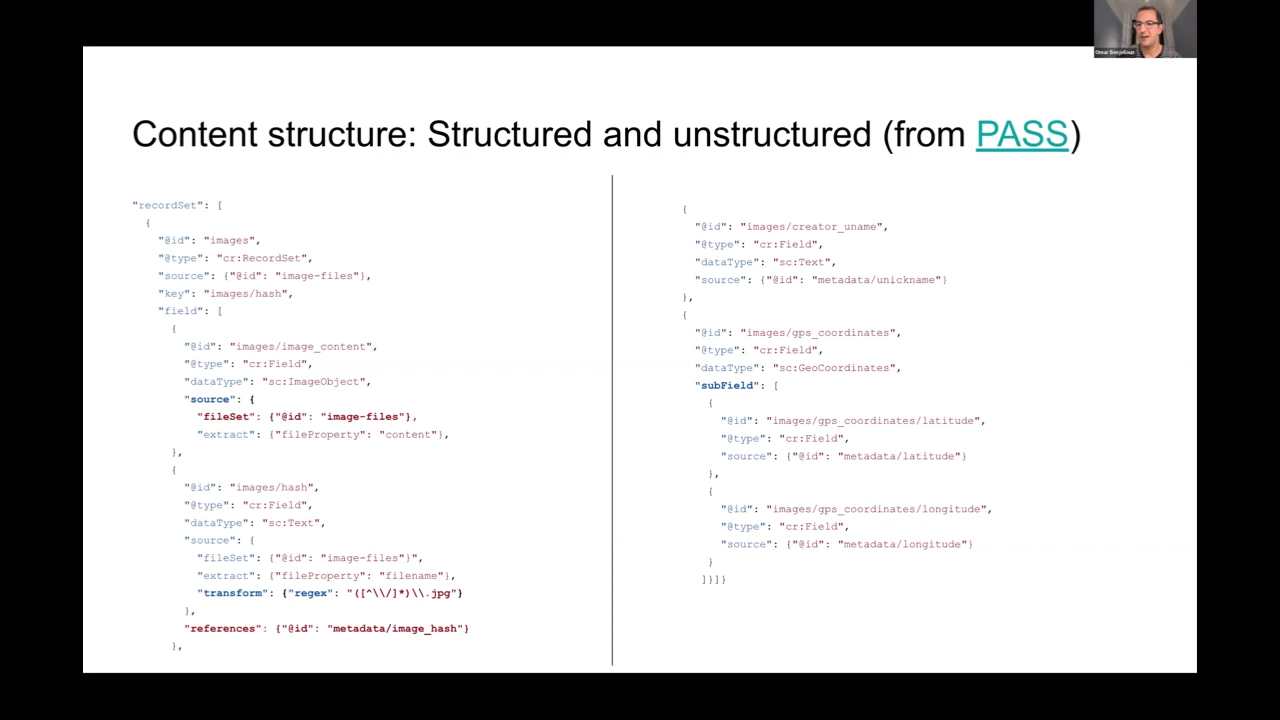 Omar Benjelloun
Content structure: Structured and unstructured (from PASS)
"recordSet": [
{
"@id": "images",
"@type": "cr:RecordSet",
"source": {"@id": "image-files"},
"key": "images/hash",
"field": [
{
"@id": "images/image_content",
"@type": "cr:Field",
"dataType": "sc:ImageObject",
"source": {
"fileSet": {"@id": "image-files"},
"extract": {"fileProperty": "content"},
},
{
"@id": "images/hash",
"@type": "cr:Field",
"dataType": "sc:Text",
"source": {
"fileSet": {"@id": "image-files"}",
"extract": {"fileProperty": "filename"},
"transform": {"regex": "([^\\/]*)\\.jpg"}
},
"references": {"@id": "metadata/image_hash"}
},
{
"@id": "images/creator_uname",
"@type": "cr:Field",
"dataType": "sc:Text",
"source": {"@id": "metadata/unickname"}
},
{
"@id": "images/gps_coordinates",
"@type": "cr:Field",
"dataType": "sc:GeoCoordinates",
"subField": [
{
"@id": "images/gps_coordinates/latitude",
"@type": "cr:Field",
"source": {"@id": "metadata/latitude"}
},
{
"@id": "images/gps_coordinates/longitude",
"@type": "cr:Field",
"source": {"@id": "metadata/longitude"}
}
]}]}